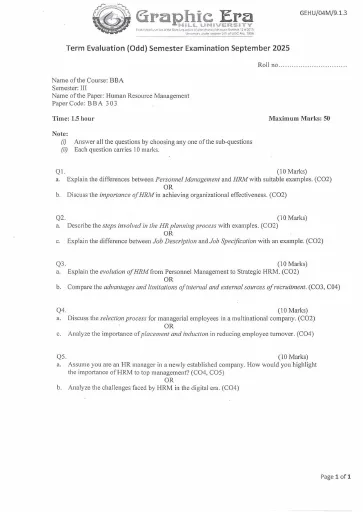 GEHU/04M/9.1.3
Graphic Era
HILL UNIVERSITY
Term Evaluation (Odd) Semester Examination September 2025
Roll no..............................
Name of the Course: BBA
Semester: III
Name of the Paper: Human Resource Management
Paper Code: BBA 303
Time: 1.5 hour Maximum Marks: 50
Note:
(i) Answer all the questions by choosing any one of the sub-questions
(ii) Each question carries 10 marks.
Q1. (10 Marks)
a. Explain the differences between Personnel Management and HRM with suitable examples. (CO2)
OR
b. Discuss the importance of HRM in achieving organizational effectiveness. (CO2)
Q2. (10 Marks)
a. Describe the steps involved in the HR planning process with examples. (CO2)
OR
c. Explain the difference between Job Description and Job Specification with an example. (CO2)
Q3. (10 Marks)
a. Explain the evolution of HRM from Personnel Management to Strategic HRM. (CO2)
OR
b. Compare the advantages and limitations of internal and external sources of recruitment. (CO3, C04)
Q4. (10 Marks)
a. Discuss the selection process for managerial employees in a multinational company. (CO2)
OR
c. Analyze the importance of placement and induction in reducing employee turnover. (CO4)
Q5. (10 Marks)
a. Assume you are an HR manager in a newly established company. How would you highlight
the importance of HRM to top management? (CO4, CO5)
OR
b. Analyze the challenges faced by HRM in the digital era. (CO4)
Page 1 of 1